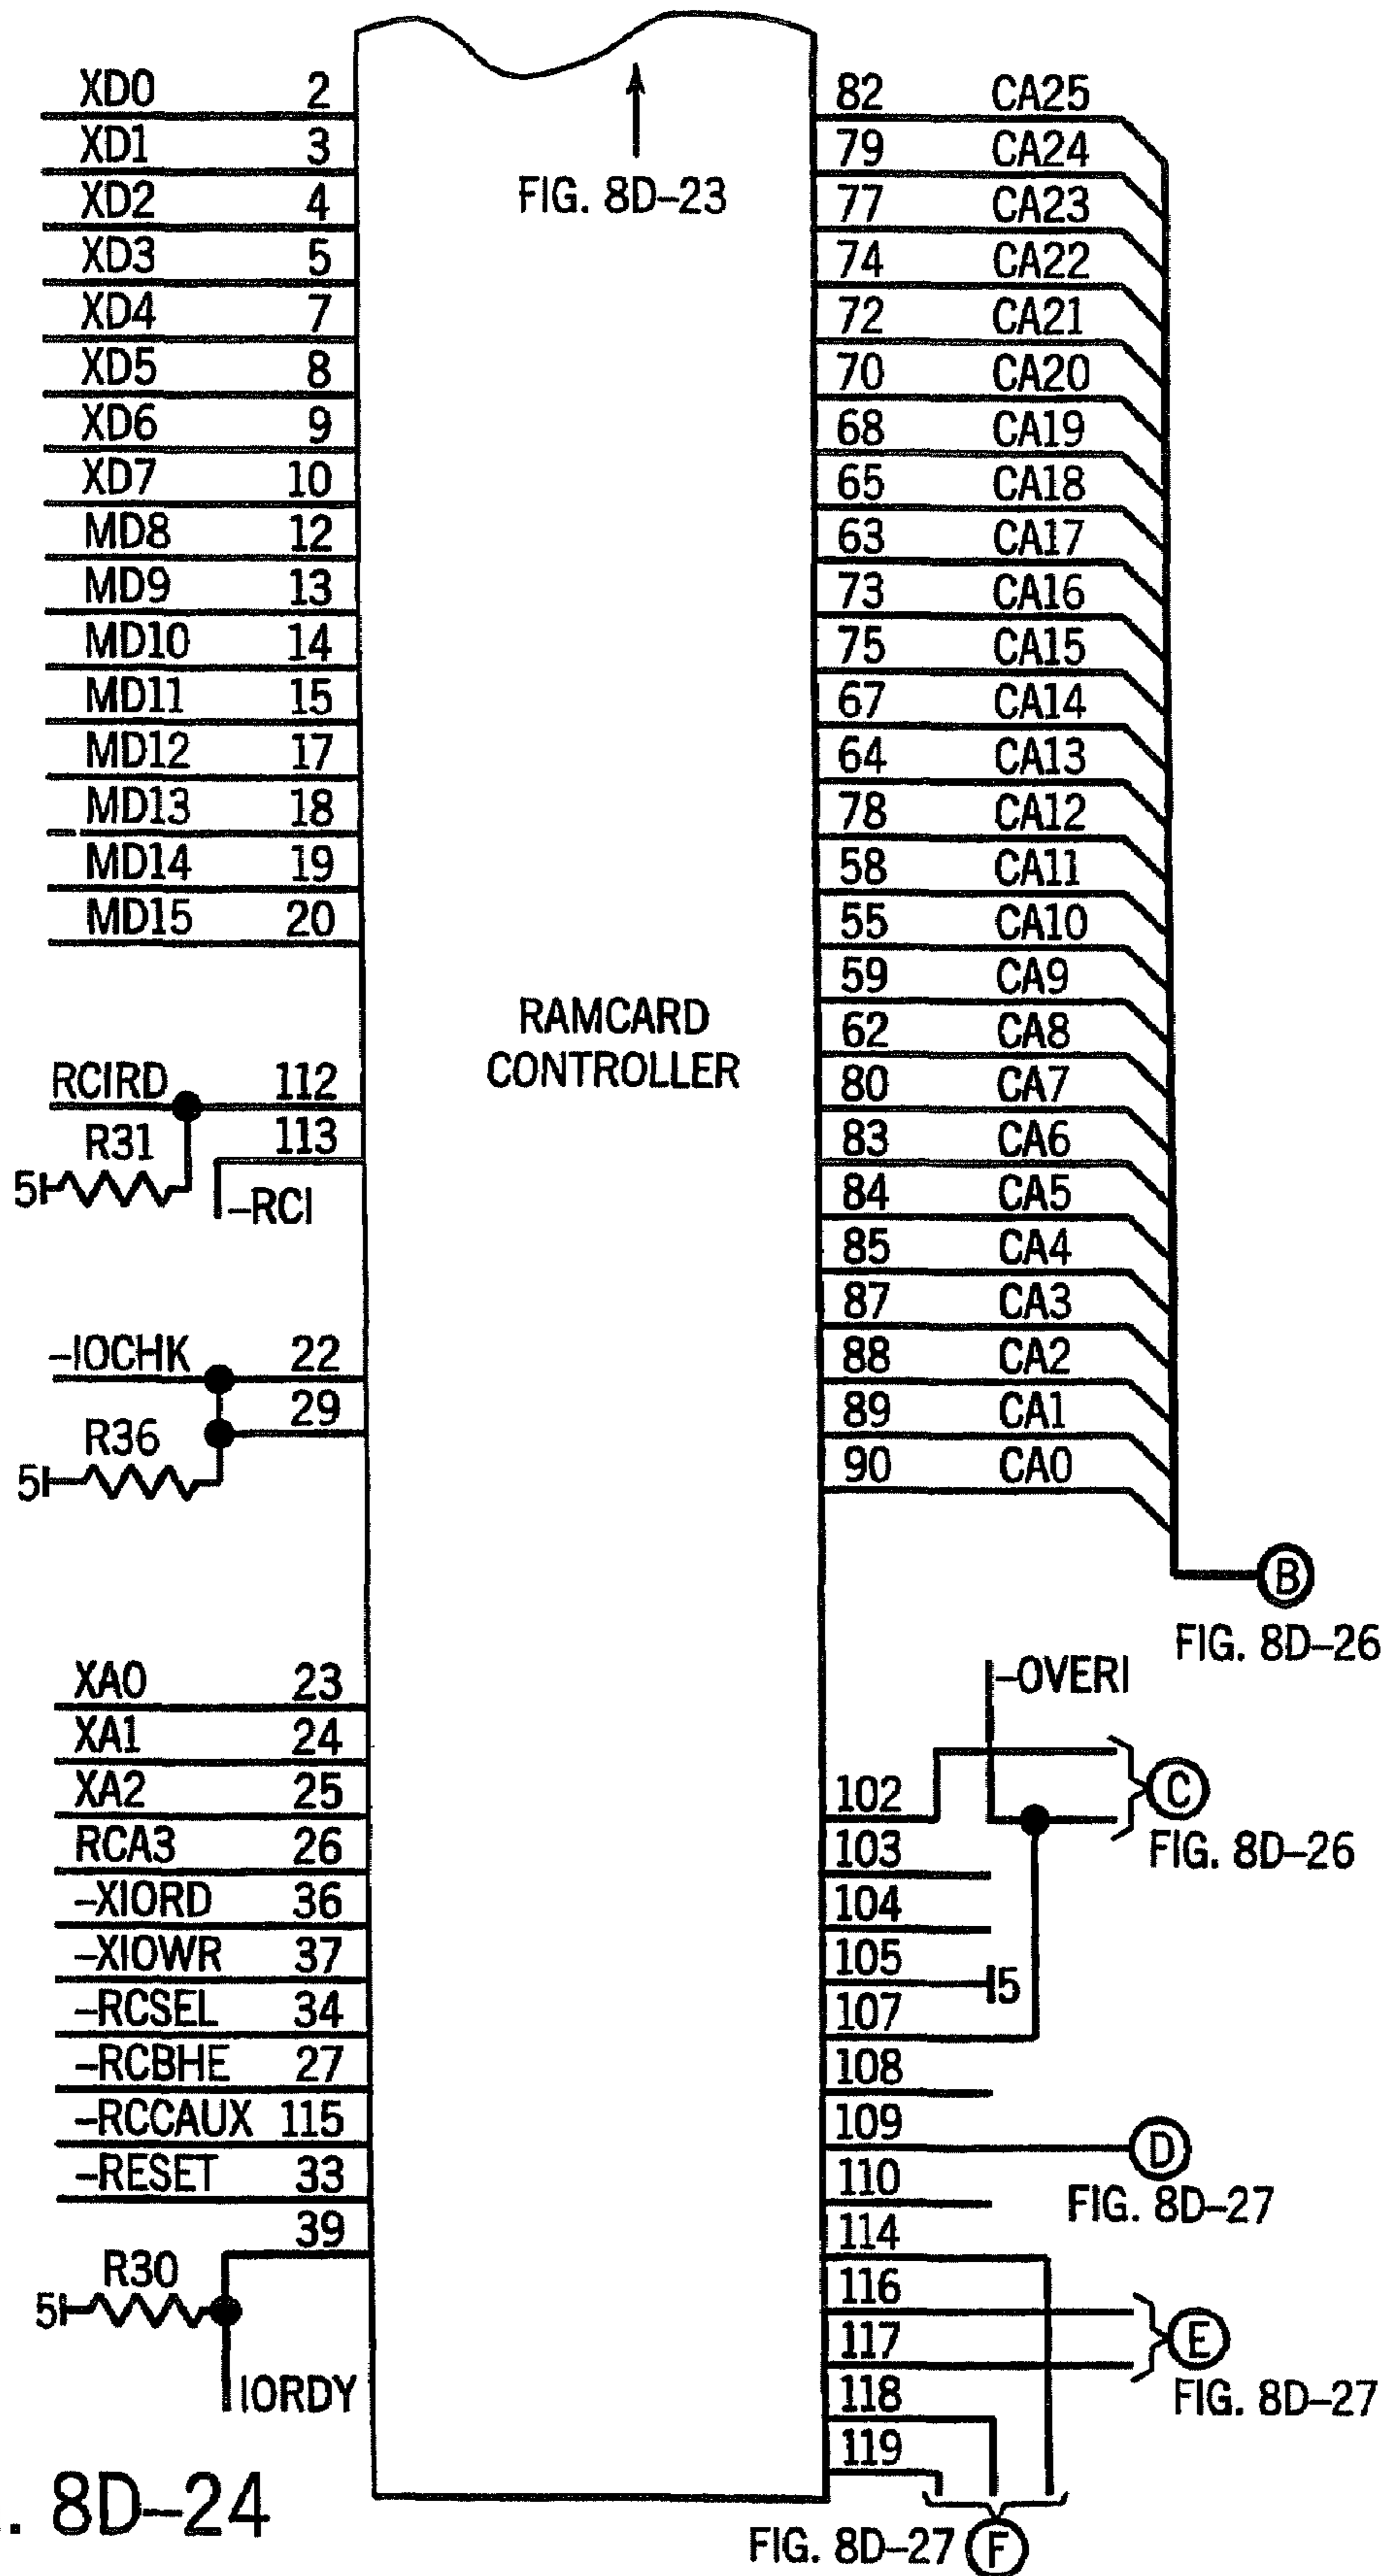 XD0 2
XD1 3
XD2 4
XD3 5
XD4 7
XD5 8
XD6 9
XD7 10
MD8 12
MD9 13
MD10 14
MD11 15
MD12 17
MD13 18
MD14 19
MD15 20
RCIRD 112
113
R31
5
-RCI
-IOCHK 22
29
R36
5
XA0 23
XA1 24
XA2 25
RCA3 26
-XIORD 36
-XIOWR 37
-RCSEL 34
-RCBHE 27
-RCCAUX 115
-RESET 33
39
R30
5
IORDY
FIG. 8D-23
RAMCARD
CONTROLLER
82 CA25
79 CA24
77 CA23
74 CA22
72 CA21
70 CA20
68 CA19
65 CA18
63 CA17
73 CA16
75 CA15
67 CA14
64 CA13
78 CA12
58 CA11
55 CA10
59 CA9
62 CA8
80 CA7
83 CA6
84 CA5
85 CA4
87 CA3
88 CA2
89 CA1
90 CA0
B
FIG. 8D-26
-OVERI
102
C
FIG. 8D-26
103
104
105 5
107
108
109 D
FIG. 8D-27
110
114
116
117
E
FIG. 8D-27
118
119
FIG. 8D-27 F
. 8D-24